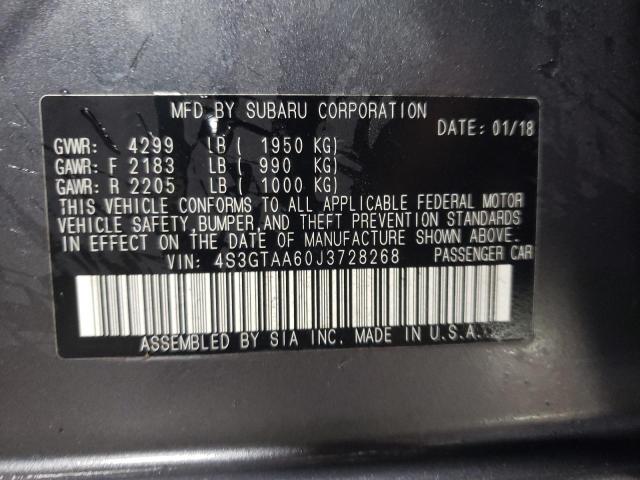 MFD BY SUBARU CORPORATION
DATE: 01/18
GVWR: 4299 LB ( 1950 KG)
GAWR: F 2183 LB ( 990 KG)
GAWR: R 2205 LB ( 1000 KG)
THIS VEHICLE CONFORMS TO ALL APPLICABLE FEDERAL MOTOR
VEHICLE SAFETY,BUMPER,AND THEFT PREVENTION STANDARDS
IN EFFECT ON THE DATE OF MANUFACTURE SHOWN ABOVE.
VIN: 4S3GTAA60J3728268 PASSENGER CAR
ASSEMBLED BY SIA INC. MADE IN U.S.A.